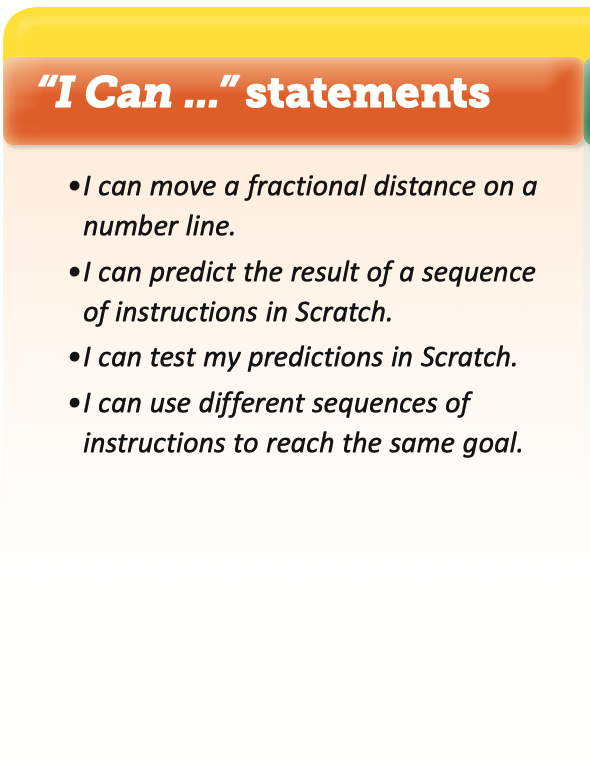 “I Can ...” statements
•I can move a fractional distance on a
number line.
•I can predict the result of a sequence
of instructions in Scratch.
•I can test my predictions in Scratch.
•I can use different sequences of
instructions to reach the same goal.